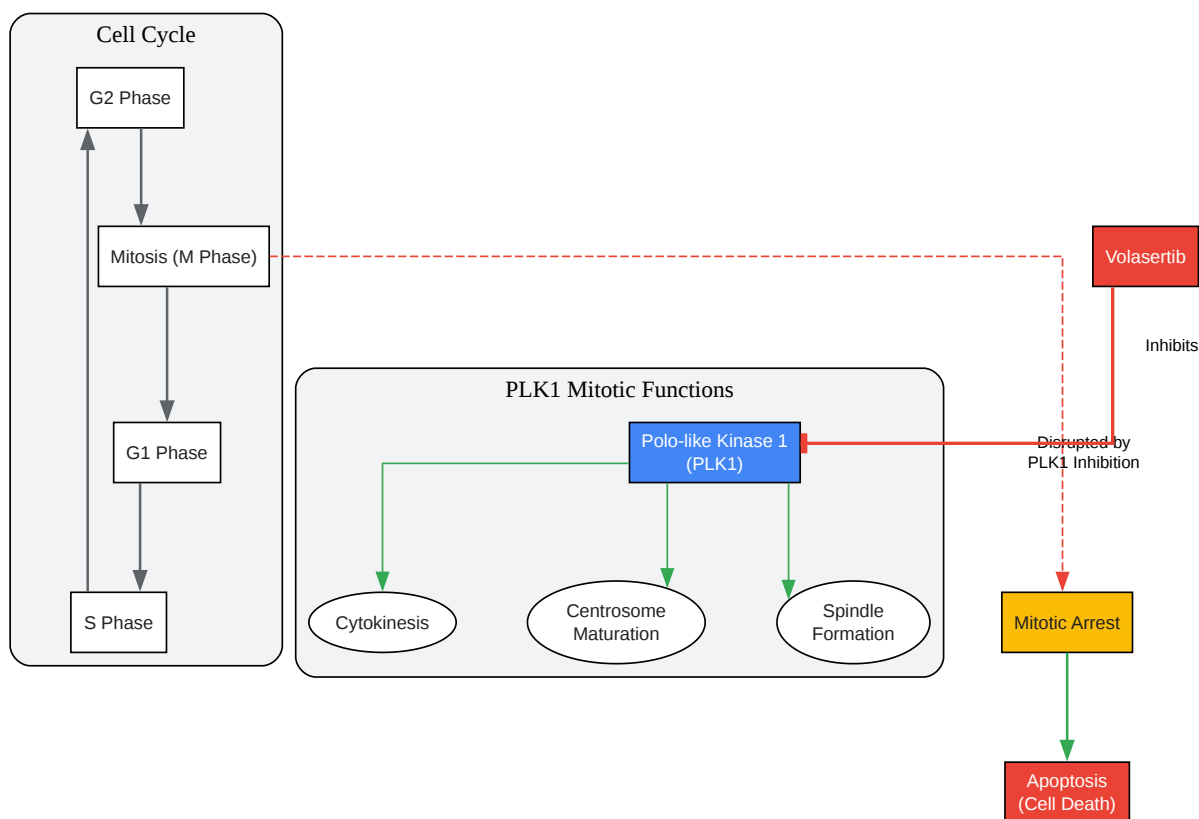 Cell Cycle
G2 Phase
Mitosis (M Phase)
Volasertib
Inhibits
PLK1 Mitotic Functions
G1 Phase
Polo-like Kinase 1
(PLK1)
Disrupted by
PLK1 Inhibition
S Phase
Cytokinesis
Centrosome
Maturation
Spindle
Formation
Mitotic Arrest
Apoptosis
(Cell Death)